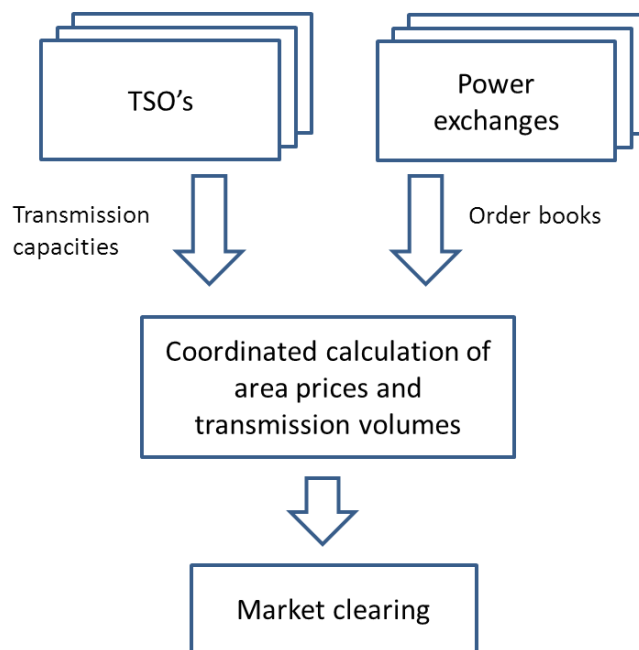 TSO's
Power
exchanges
Transmission
capacities
Order books
Coordinated calculation of
area prices and
transmission volumes
Market clearing